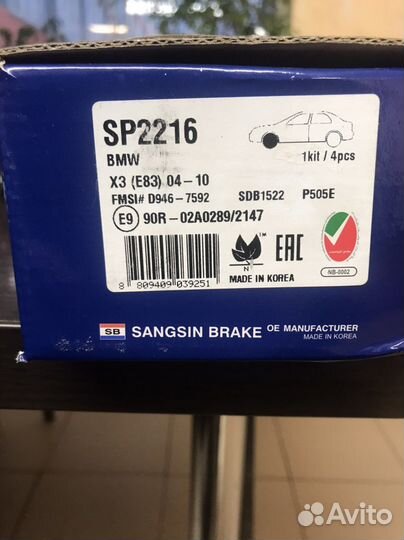 SP2216
BMW
1kit / 4pcs
X3 (E83) 04-10
FMSI# D946-7592 SDB1522 P505E
E9 90R-02A0289/2147
TM
N
EAC
NB-0002
8 809409 039251
MADE IN KOREA
SB SANGSIN BRAKE OE MANUFACTURER
MADE IN KOREA
Avito